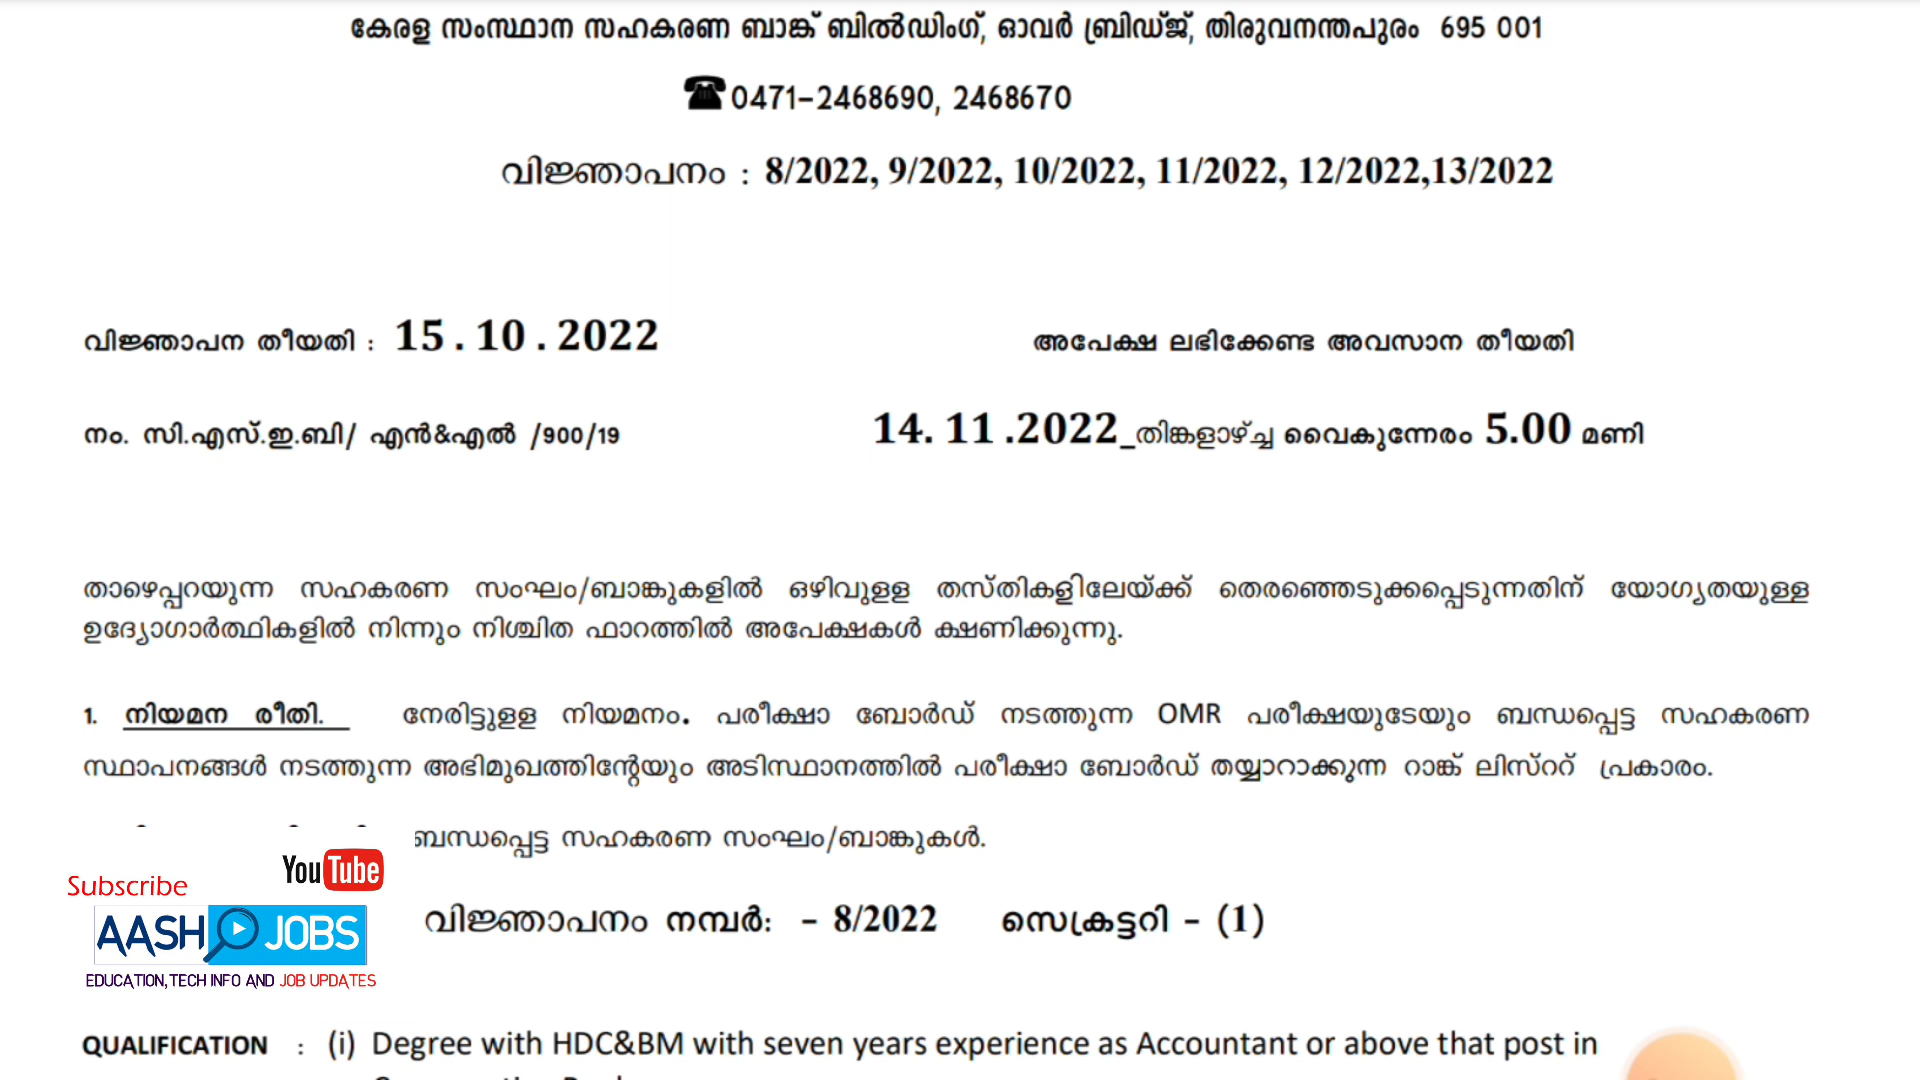 കേരള സംസ്ഥാന സഹകരണ ബാങ്ക് ബിൽഡിംഗ്, ഓവർ ബ്രിഡ്ജ്, തിരുവനന്തപുരം 695 001
☎0471-2468690, 2468670
വിജ്ഞാപനം : 8/2022, 9/2022, 10/2022, 11/2022, 12/2022,13/2022
വിജ്ഞാപന തീയതി : 15 . 10 . 2022
അപേക്ഷ ലഭിക്കേണ്ട അവസാന തീയതി
നം. സി.എസ്.ഇ.ബി/ എൻ&എൽ /900/19
14. 11 .2022_തിങ്കളാഴ്ച്ച വൈകുന്നേരം 5.00 മണി
താഴെപ്പറയുന്ന സഹകരണ സംഘം/ബാങ്കുകളിൽ ഒഴിവുളള തസ്തികളിലേയ്ക്ക് തെരഞ്ഞെടുക്കപ്പെടുന്നതിന് യോഗ്യതയുള്ള
ഉദ്യോഗാർത്ഥികളിൽ നിന്നും നിശ്ചിത ഫാറത്തിൽ അപേക്ഷകൾ ക്ഷണിക്കുന്നു.
1. നിയമന രീതി. നേരിട്ടുളള നിയമനം. പരീക്ഷാ ബോർഡ് നടത്തുന്ന OMR പരീക്ഷയുടേയും ബന്ധപ്പെട്ട സഹകരണ
സ്ഥാപനങ്ങൾ നടത്തുന്ന അഭിമുഖത്തിന്റേയും അടിസ്ഥാനത്തിൽ പരീക്ഷാ ബോർഡ് തയ്യാറാക്കുന്ന റാങ്ക് ലിസ്ററ് പ്രകാരം.
ബന്ധപ്പെട്ട സഹകരണ സംഘം/ബാങ്കുകൾ.
YouTube
Subscribe
AASH JOBS
EDUCATION,TECH INFO AND JOB UPDATES
വിജ്ഞാപനം നമ്പർ: - 8/2022 സെക്രട്ടറി - (1)
QUALIFICATION : (i) Degree with HDC&BM with seven years experience as Accountant or above that post in